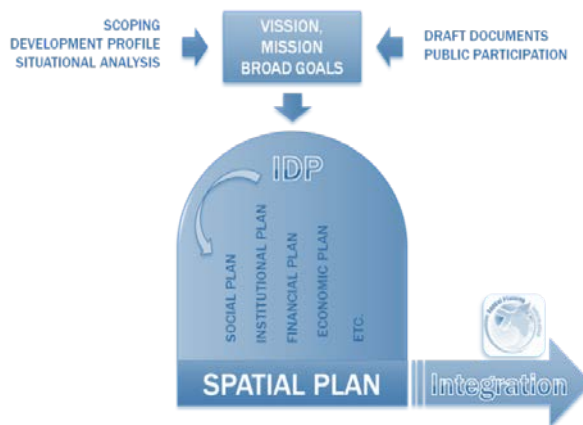 SCOPING
DEVELOPMENT PROFILE
SITUATIONAL ANALYSIS
VISSION,
MISSION
BROAD GOALS
DRAFT DOCUMENTS
PUBLIC PARTICIPATION
IDP
SOCIAL PLAN
INSTITUTIONAL PLAN
FINANCIAL PLAN
ECONOMIC PLAN
ETC.
SPATIAL PLAN
Integration